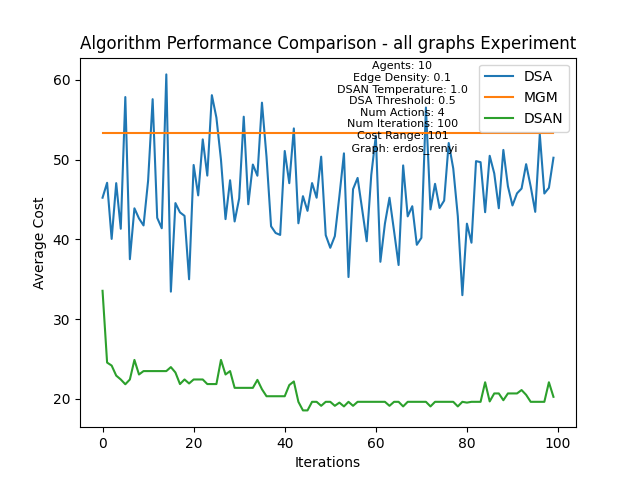 Algorithm Performance Comparison - all graphs Experiment
Agents: 10
Edge Density: 0.1
DSAN Temperature: 1.0
DSA Threshold: 0.5
Num Actions: 4
Num Iterations: 100
Cost Range: 101
Graph: erdos_renyi
DSA
MGM
DSAN
Average Cost
60
50
40
30
20
0 20 40 60 80 100
Iterations